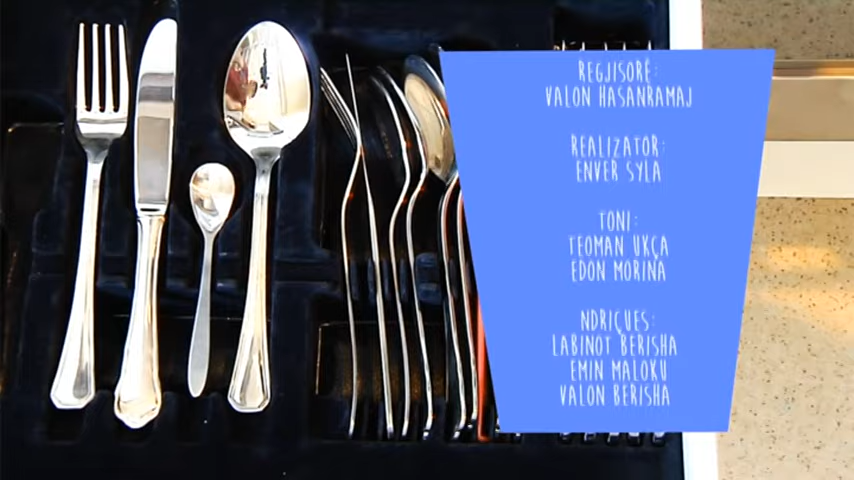 REGJISORË:
VALON HASANRAMAJ
REALIZATOR:
ENVER SYLA
TONI:
TEOMAN UKÇA
EDON MORINA
NDRIÇUES:
LABINOT BERISHA
EMIN MALOKU
VALON BERISHA